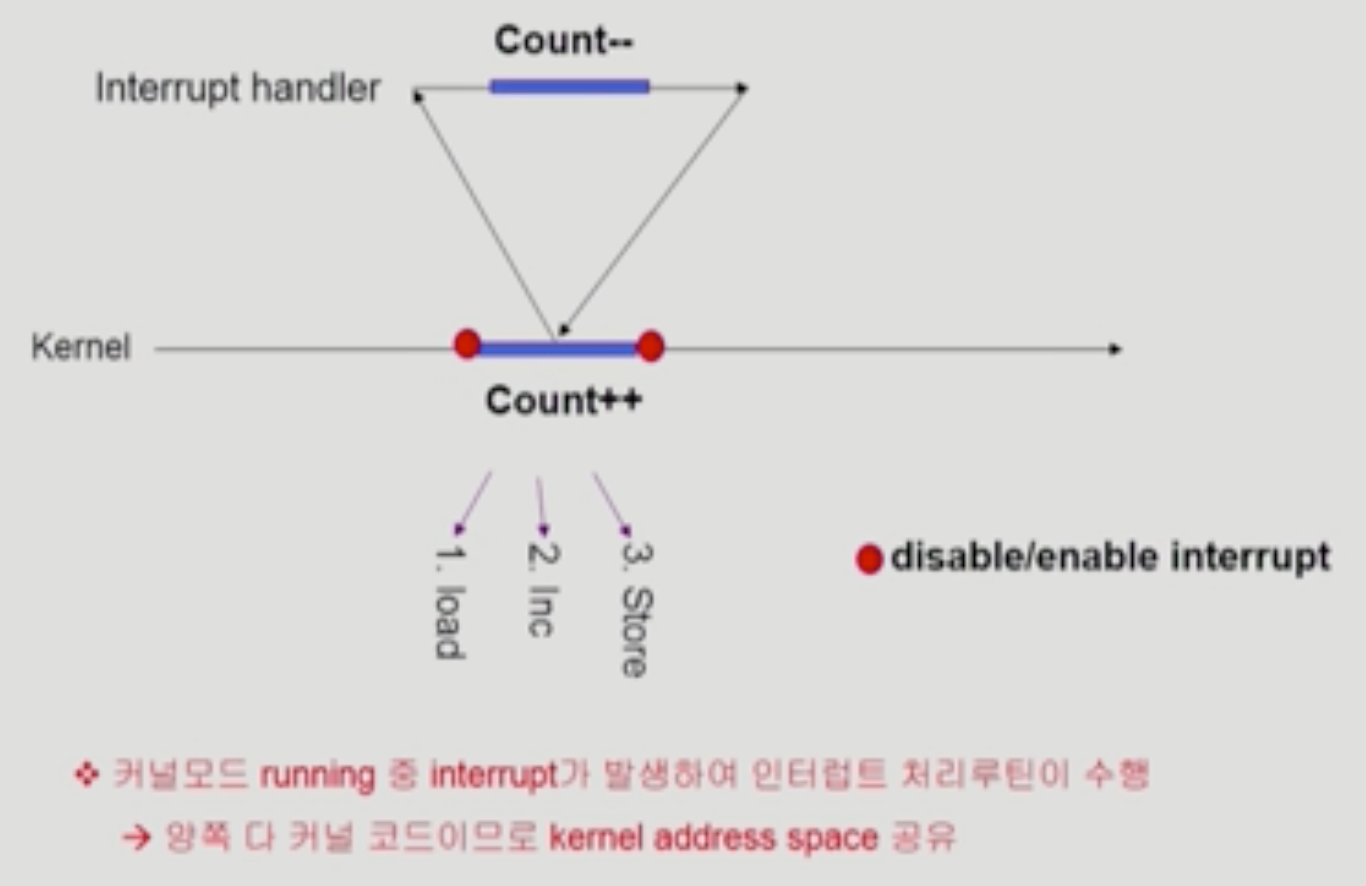 Count--
Interrupt handler
Kernel
Count++
1. load
2. Inc
3. Store
disable/enable interrupt
❖ 커널모드 running 중 interrupt가 발생하여 인터럽트 처리루틴이 수행
→ 양쪽 다 커널 코드이므로 kernel address space 공유